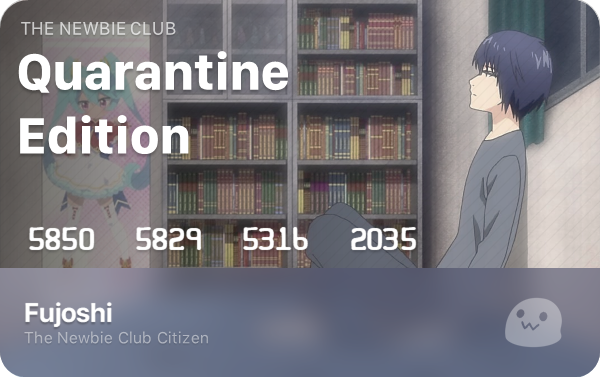 THE NEWBIE CLUB
Quarantine
Edition
5850 5829 5316 2035
Fujoshi
The Newbie Club Citizen